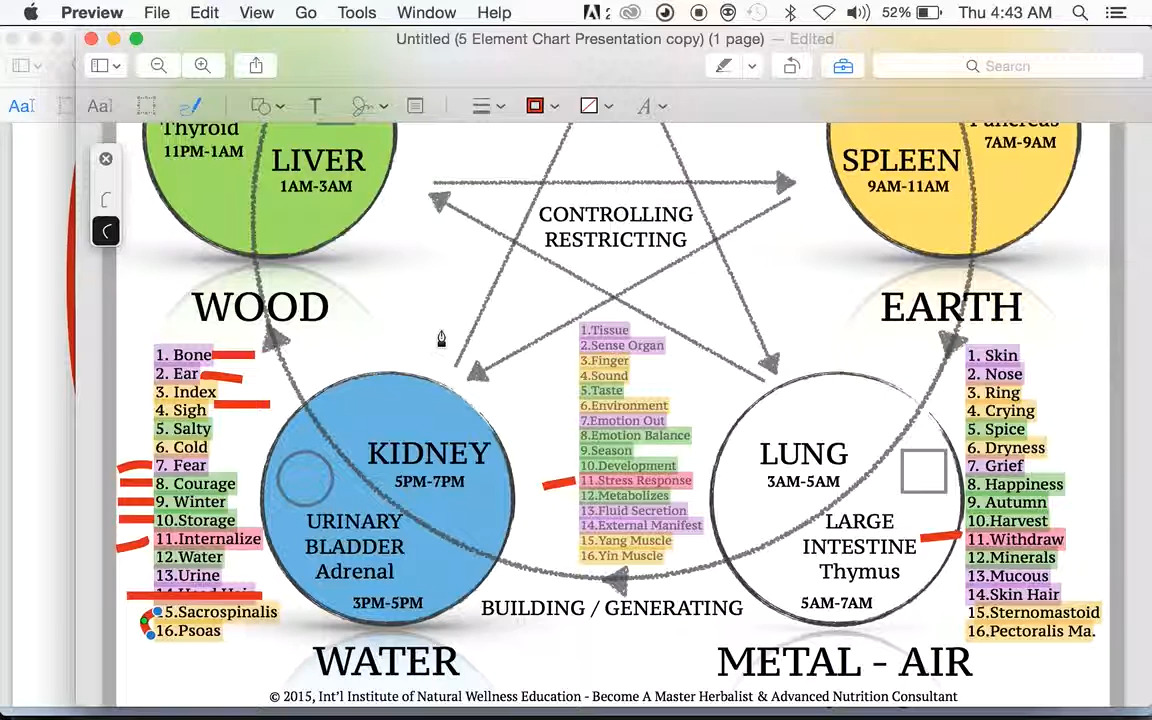 Preview File Edit View Go Tools Window Help 2 52% Thu 4:43 AM
Untitled (5 Element Chart Presentation copy) (1 page) — Edited
Search
AaI AaI T A
Thyroid
11PM-1AM
LIVER
1AM-3AM
Pancreas
7AM-9AM
SPLEEN
9AM-11AM
CONTROLLING
RESTRICTING
WOOD
EARTH
1. Bone
2. Ear
3. Index
4. Sigh
5. Salty
6. Cold
7. Fear
8. Courage
9. Winter
10.Storage
11.Internalize
12.Water
13.Urine
15.Sacrospinalis
16.Psoas
KIDNEY
5PM-7PM
URINARY
BLADDER
Adrenal
3PM-5PM
WATER
1.Tissue
2.Sense Organ
3.Finger
4.Sound
5.Taste
6.Environment
7.Emotion Out
8.Emotion Balance
9.Season
10.Development
11.Stress Response
12.Metabolizes
13.Fluid Secretion
14.External Manifest
15.Yang Muscle
16.Yin Muscle
BUILDING / GENERATING
LUNG
3AM-5AM
LARGE
INTESTINE
Thymus
5AM-7AM
METAL - AIR
1. Skin
2. Nose
3. Ring
4. Crying
5. Spice
6. Dryness
7. Grief
8. Happiness
9. Autumn
10.Harvest
11.Withdraw
12.Minerals
13.Mucous
14.Skin Hair
15.Sternomastoid
16.Pectoralis Ma.
© 2015, Int'l Institute of Natural Wellness Education - Become A Master Herbalist & Advanced Nutrition Consultant